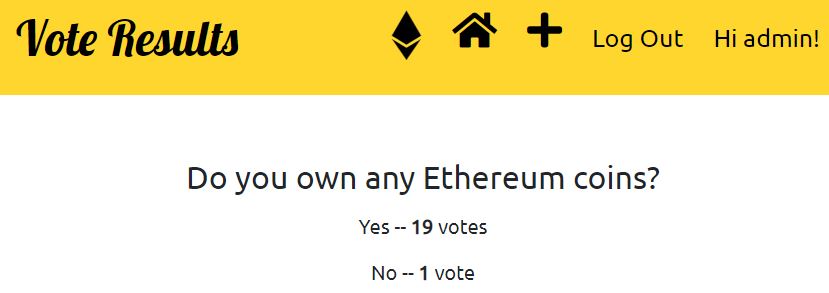 Vote Results
Log Out
Hi admin!
Do you own any Ethereum coins?
Yes -- 19 votes
No -- 1 vote